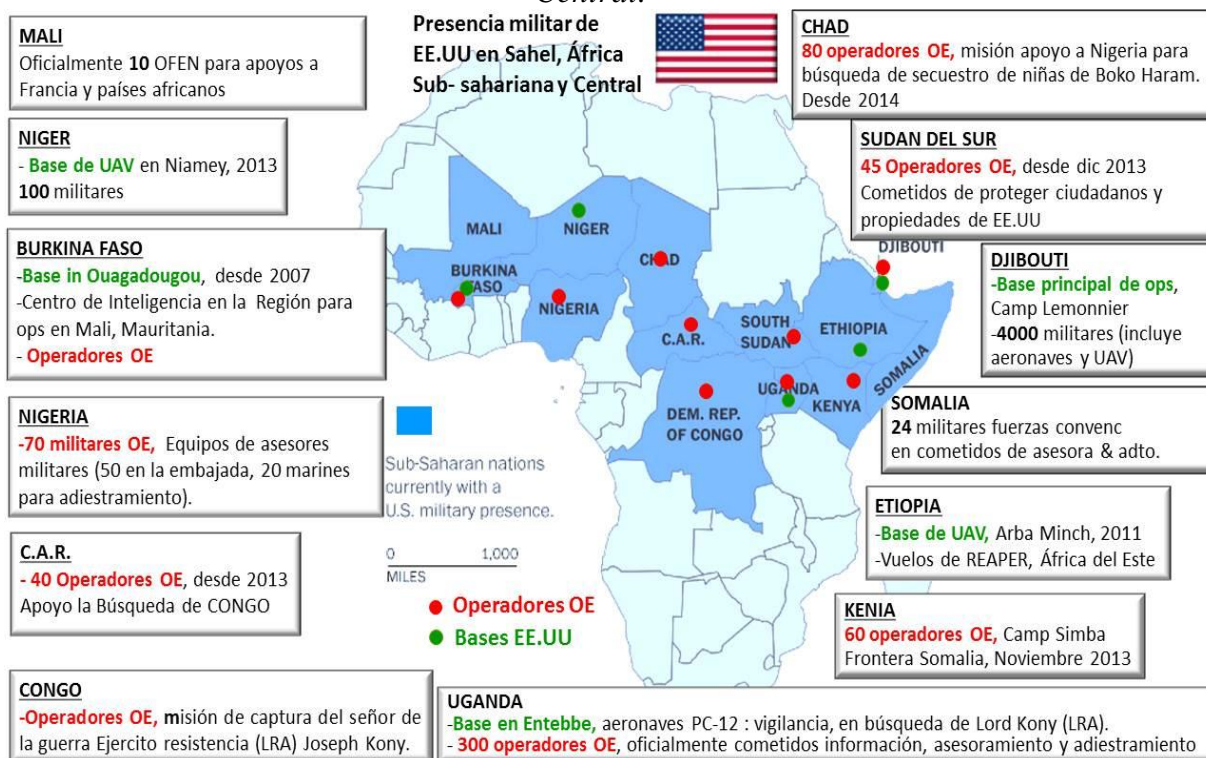 Central.
Presencia militar de
EE.UU en Sahel, África
Sub- sahariana y Central
MALI
Oficialmente 10 OFEN para apoyos a
Francia y países africanos
NIGER
- Base de UAV en Niamey, 2013
100 militares
BURKINA FASO
-Base in Ouagadougou, desde 2007
-Centro de Inteligencia en la Región para
ops en Mali, Mauritania.
- Operadores OE
NIGERIA
-70 militares OE, Equipos de asesores
militares (50 en la embajada, 20 marines
para adiestramiento).
C.A.R.
- 40 Operadores OE, desde 2013
Apoyo la Búsqueda de CONGO
CONGO
-Operadores OE, misión de captura del señor de
la guerra Ejercito resistencia (LRA) Joseph Kony.
MALI
NIGER
CHAD
BURKINA
FASO
NIGERIA
C.A.R.
SOUTH
SUDAN
ETHIOPIA
DJIBOUTI
SOMALIA
UGANDA
KENYA
DEM. REP.
OF CONGO
Sub-Saharan nations
currently with a
U.S. military presence.
0 1,000
MILES
Operadores OE
Bases EE.UU
CHAD
80 operadores OE, misión apoyo a Nigeria para
búsqueda de secuestro de niñas de Boko Haram.
Desde 2014
SUDAN DEL SUR
45 Operadores OE, desde dic 2013
Cometidos de proteger ciudadanos y
propiedades de EE.UU
DJIBOUTI
-Base principal de ops,
Camp Lemonnier
-4000 militares (incluye
aeronaves y UAV)
SOMALIA
24 militares fuerzas convenc
en cometidos de asesora & adto.
ETIOPIA
-Base de UAV, Arba Minch, 2011
-Vuelos de REAPER, África del Este
KENIA
60 operadores OE, Camp Simba
Frontera Somalia, Noviembre 2013
UGANDA
-Base en Entebbe, aeronaves PC-12 : vigilancia, en búsqueda de Lord Kony (LRA).
- 300 operadores OE, oficialmente cometidos información, asesoramiento y adiestramiento